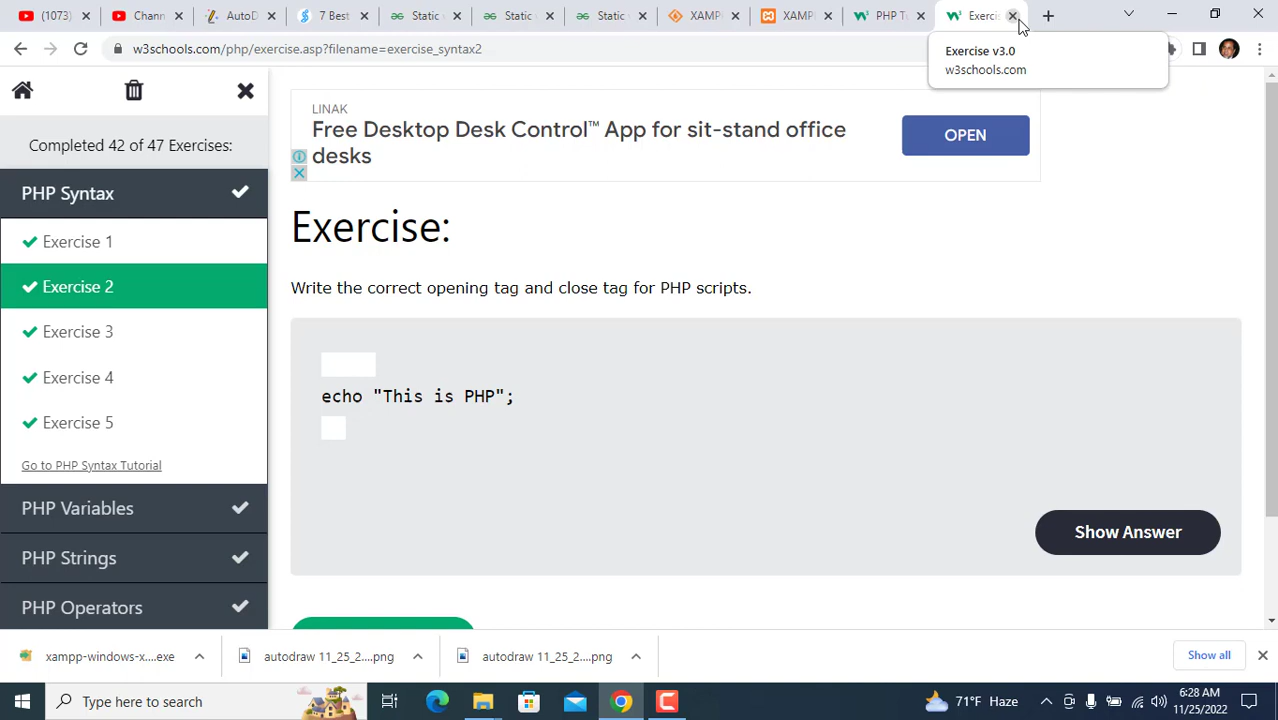 (1073)
Chann
AutoD
7 Best
Static
Static
Static
XAMP
XAMP
PHP T
Exerci
w3schools.com/php/exercise.asp?filename=exercise_syntax2
Exercise v3.0
w3schools.com
LINAK
Free Desktop Desk Control™ App for sit-stand office
desks
OPEN
Completed 42 of 47 Exercises:
PHP Syntax
Exercise 1
Exercise 2
Exercise 3
Exercise 4
Exercise 5
Go to PHP Syntax Tutorial
PHP Variables
PHP Strings
PHP Operators
Exercise:
Write the correct opening tag and close tag for PHP scripts.
echo "This is PHP";
Show Answer
xampp-windows-x....exe
autodraw 11_25_2....png
autodraw 11_25_2....png
Show all
Type here to search
71°F Haze
6:28 AM
11/25/2022